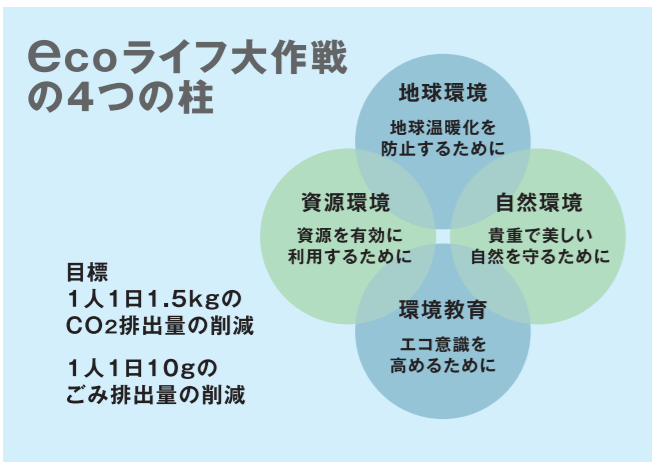 ecoライフ大作戦
の4つの柱
地球環境
地球温暖化を
防止するために
資源環境
資源を有効に
利用するために
自然環境
貴重で美しい
自然を守るために
環境教育
エコ意識を
高めるために
目標
1人1日1.5kgの
CO2排出量の削減
1人1日10gの
ごみ排出量の削減